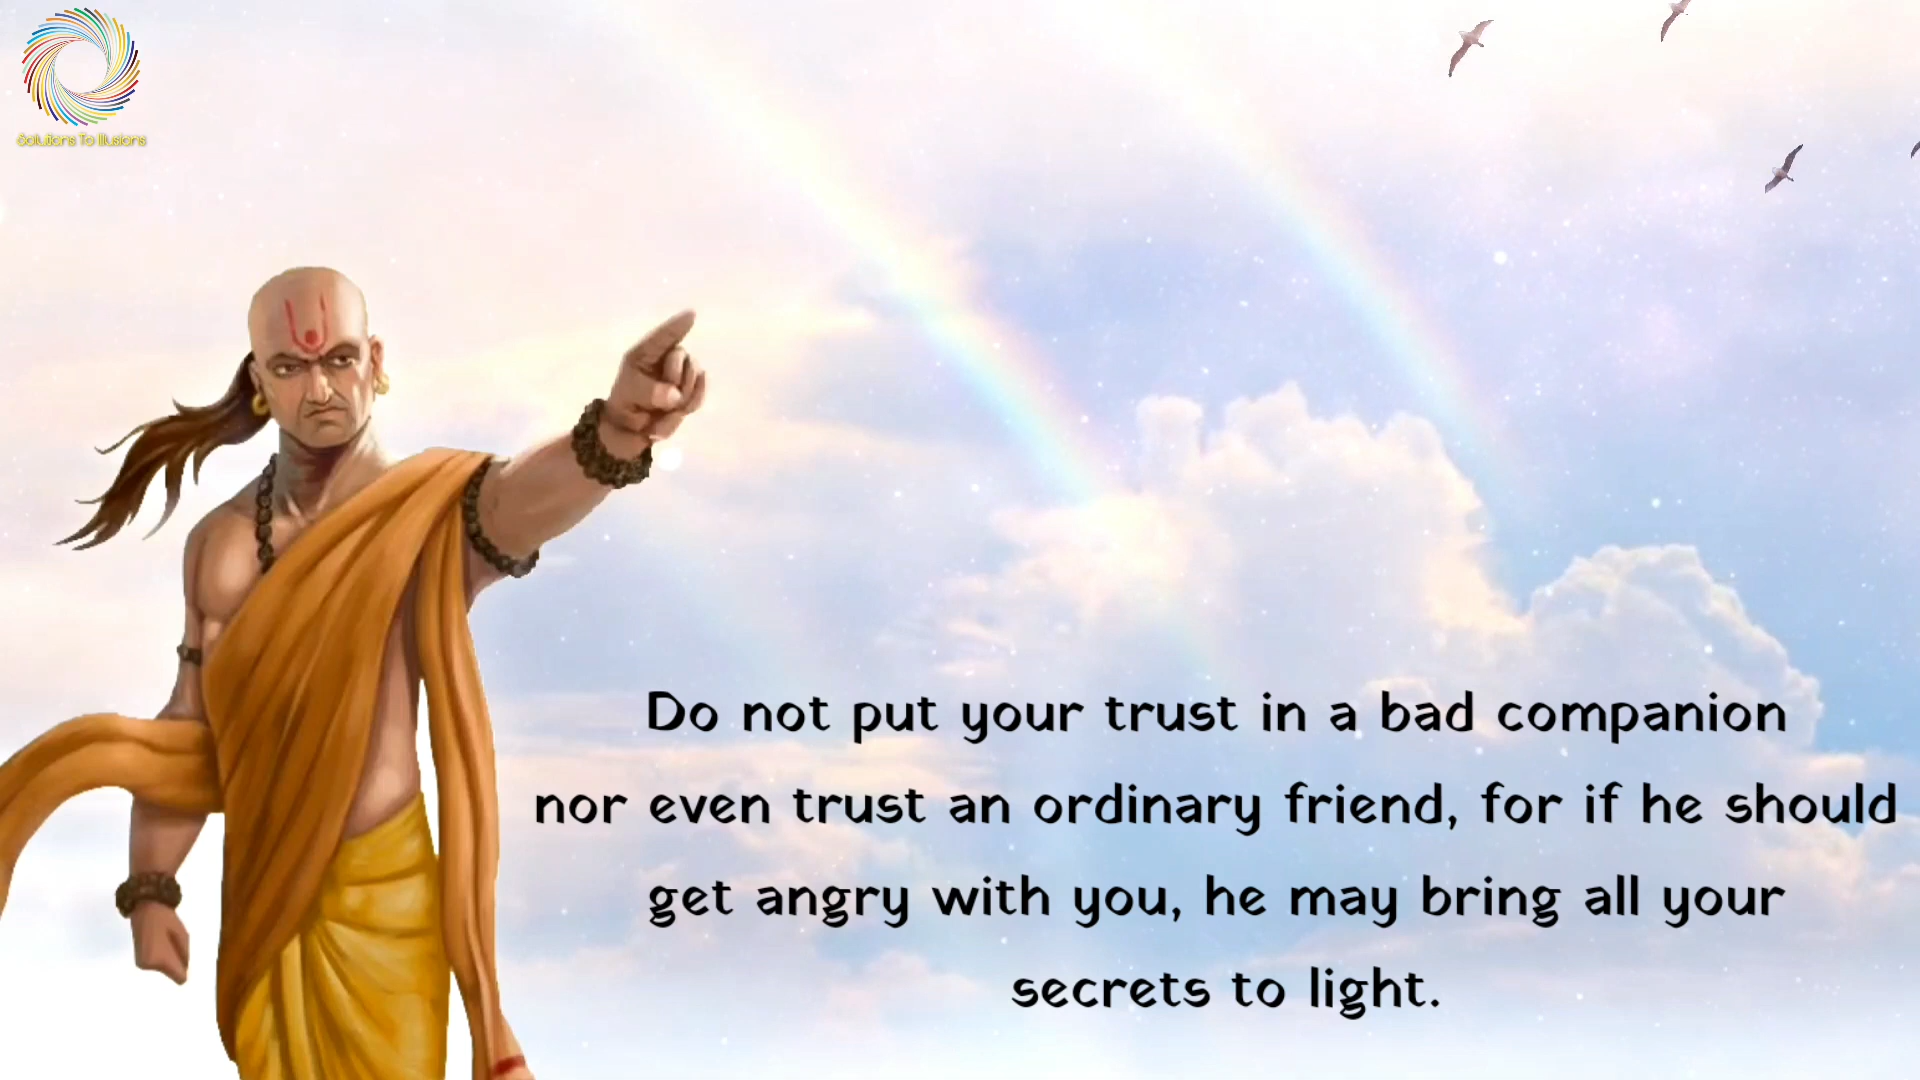 Solutions To Illusions
Do not put your trust in a bad companion
nor even trust an ordinary friend, for if he should
get angry with you, he may bring all your
secrets to light.